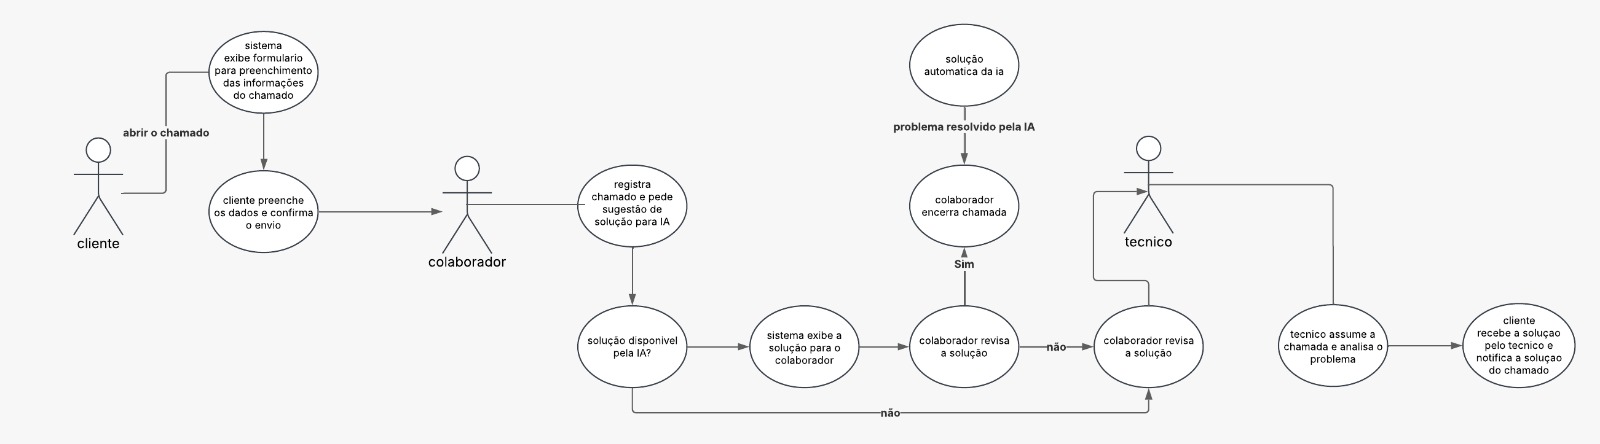 sistema
exibe formulario
para preenchimento
das informações
do chamado
abrir o chamado
cliente
cliente preenche
os dados e confirma
o envio
colaborador
registra
chamado e pede
sugestão de
solução para IA
solução disponivel
pela IA?
sistema exibe a
solução para o
colaborador
colaborador revisa
a solução
Sim
colaborador
encerra chamada
problema resolvido pela IA
solução
automatica da ia
não
colaborador revisa
a solução
não
tecnico
tecnico assume a
chamada e analisa o
problema
cliente
recebe a soluçao
pelo tecnico e
notifica a soluçao
do chamado